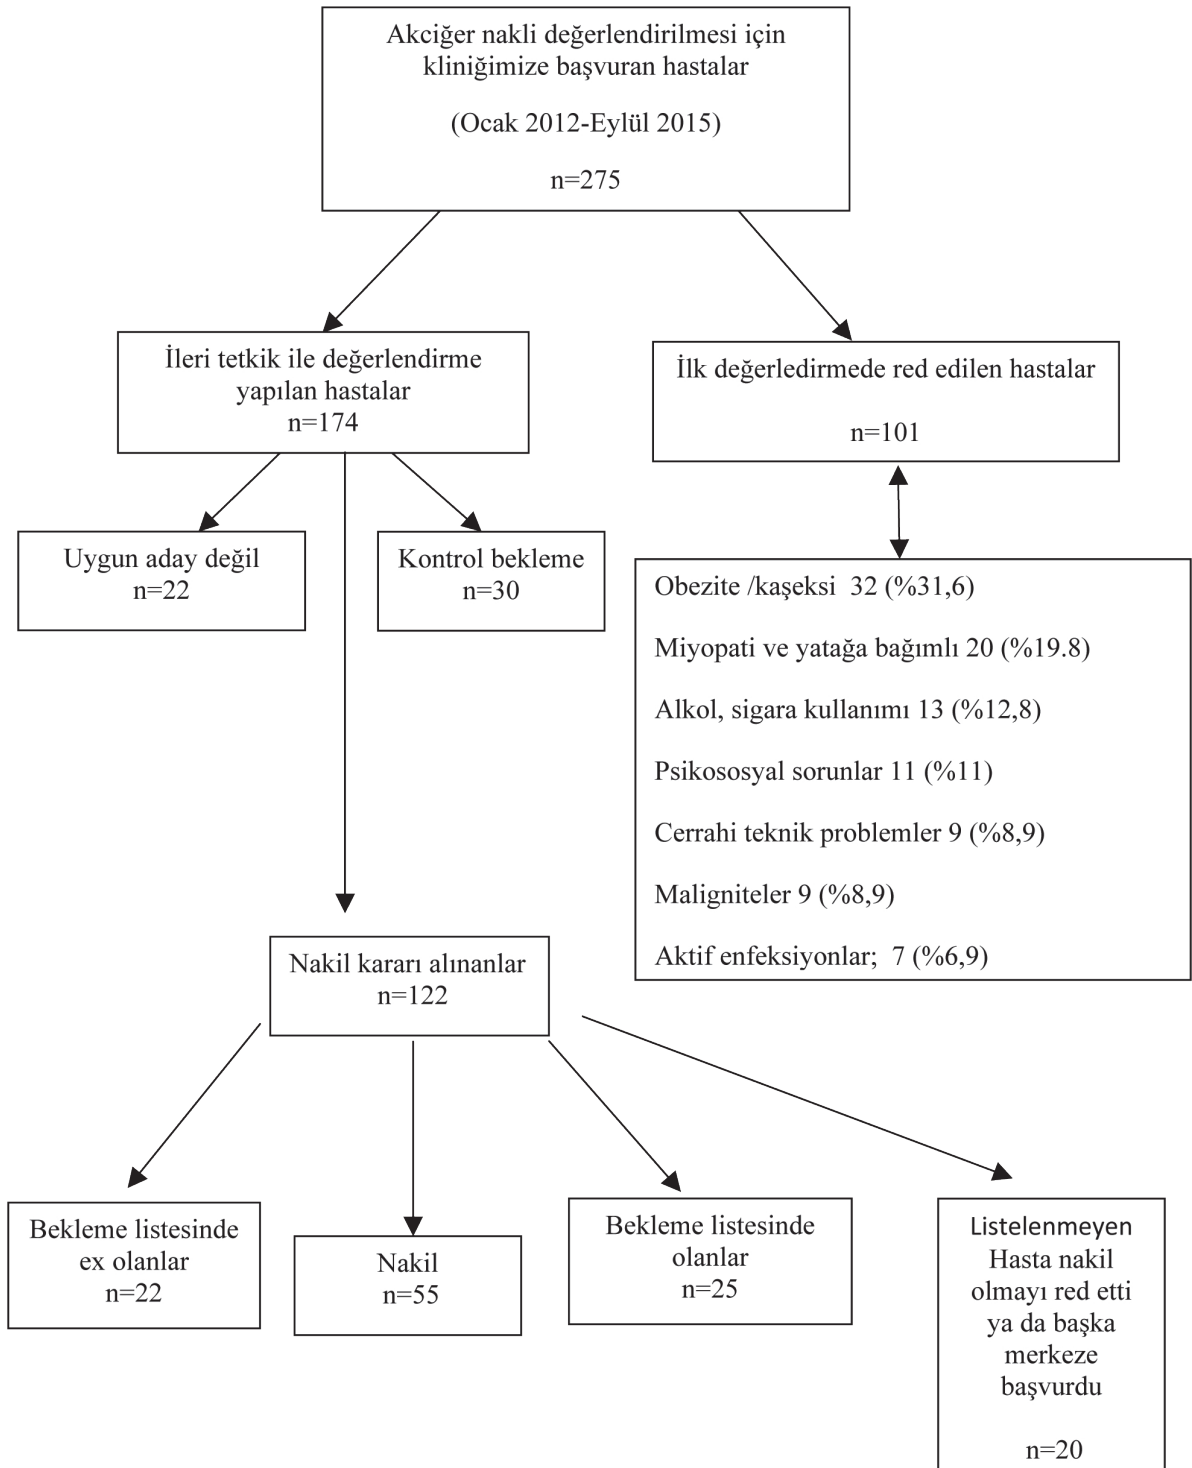 Akciğer nakli değerlendirilmesi için
kliniğimize başvuran hastalar
(Ocak 2012-Eylül 2015)
n=275
İleri tetkik ile değerlendirme
yapılan hastalar
n=174
İlk değerledirmede red edilen hastalar
n=101
Uygun aday değil
n=22
Kontrol bekleme
n=30
Obezite /kaşeksi  32 (%31,6)
Miyopati ve yatağa bağımlı 20 (%19.8)
Alkol, sigara kullanımı 13 (%12,8)
Psikososyal sorunlar 11 (%11)
Cerrahi teknik problemler 9 (%8,9)
Maligniteler 9 (%8,9)
Aktif enfeksiyonlar;  7 (%6,9)
Nakil kararı alınanlar
n=122
Bekleme listesinde
ex olanlar
n=22
Nakil
n=55
Bekleme listesinde
olanlar
n=25
Listelenmeyen
Hasta nakil
olmayı red etti
ya da başka
merkeze
başvurdu
n=20